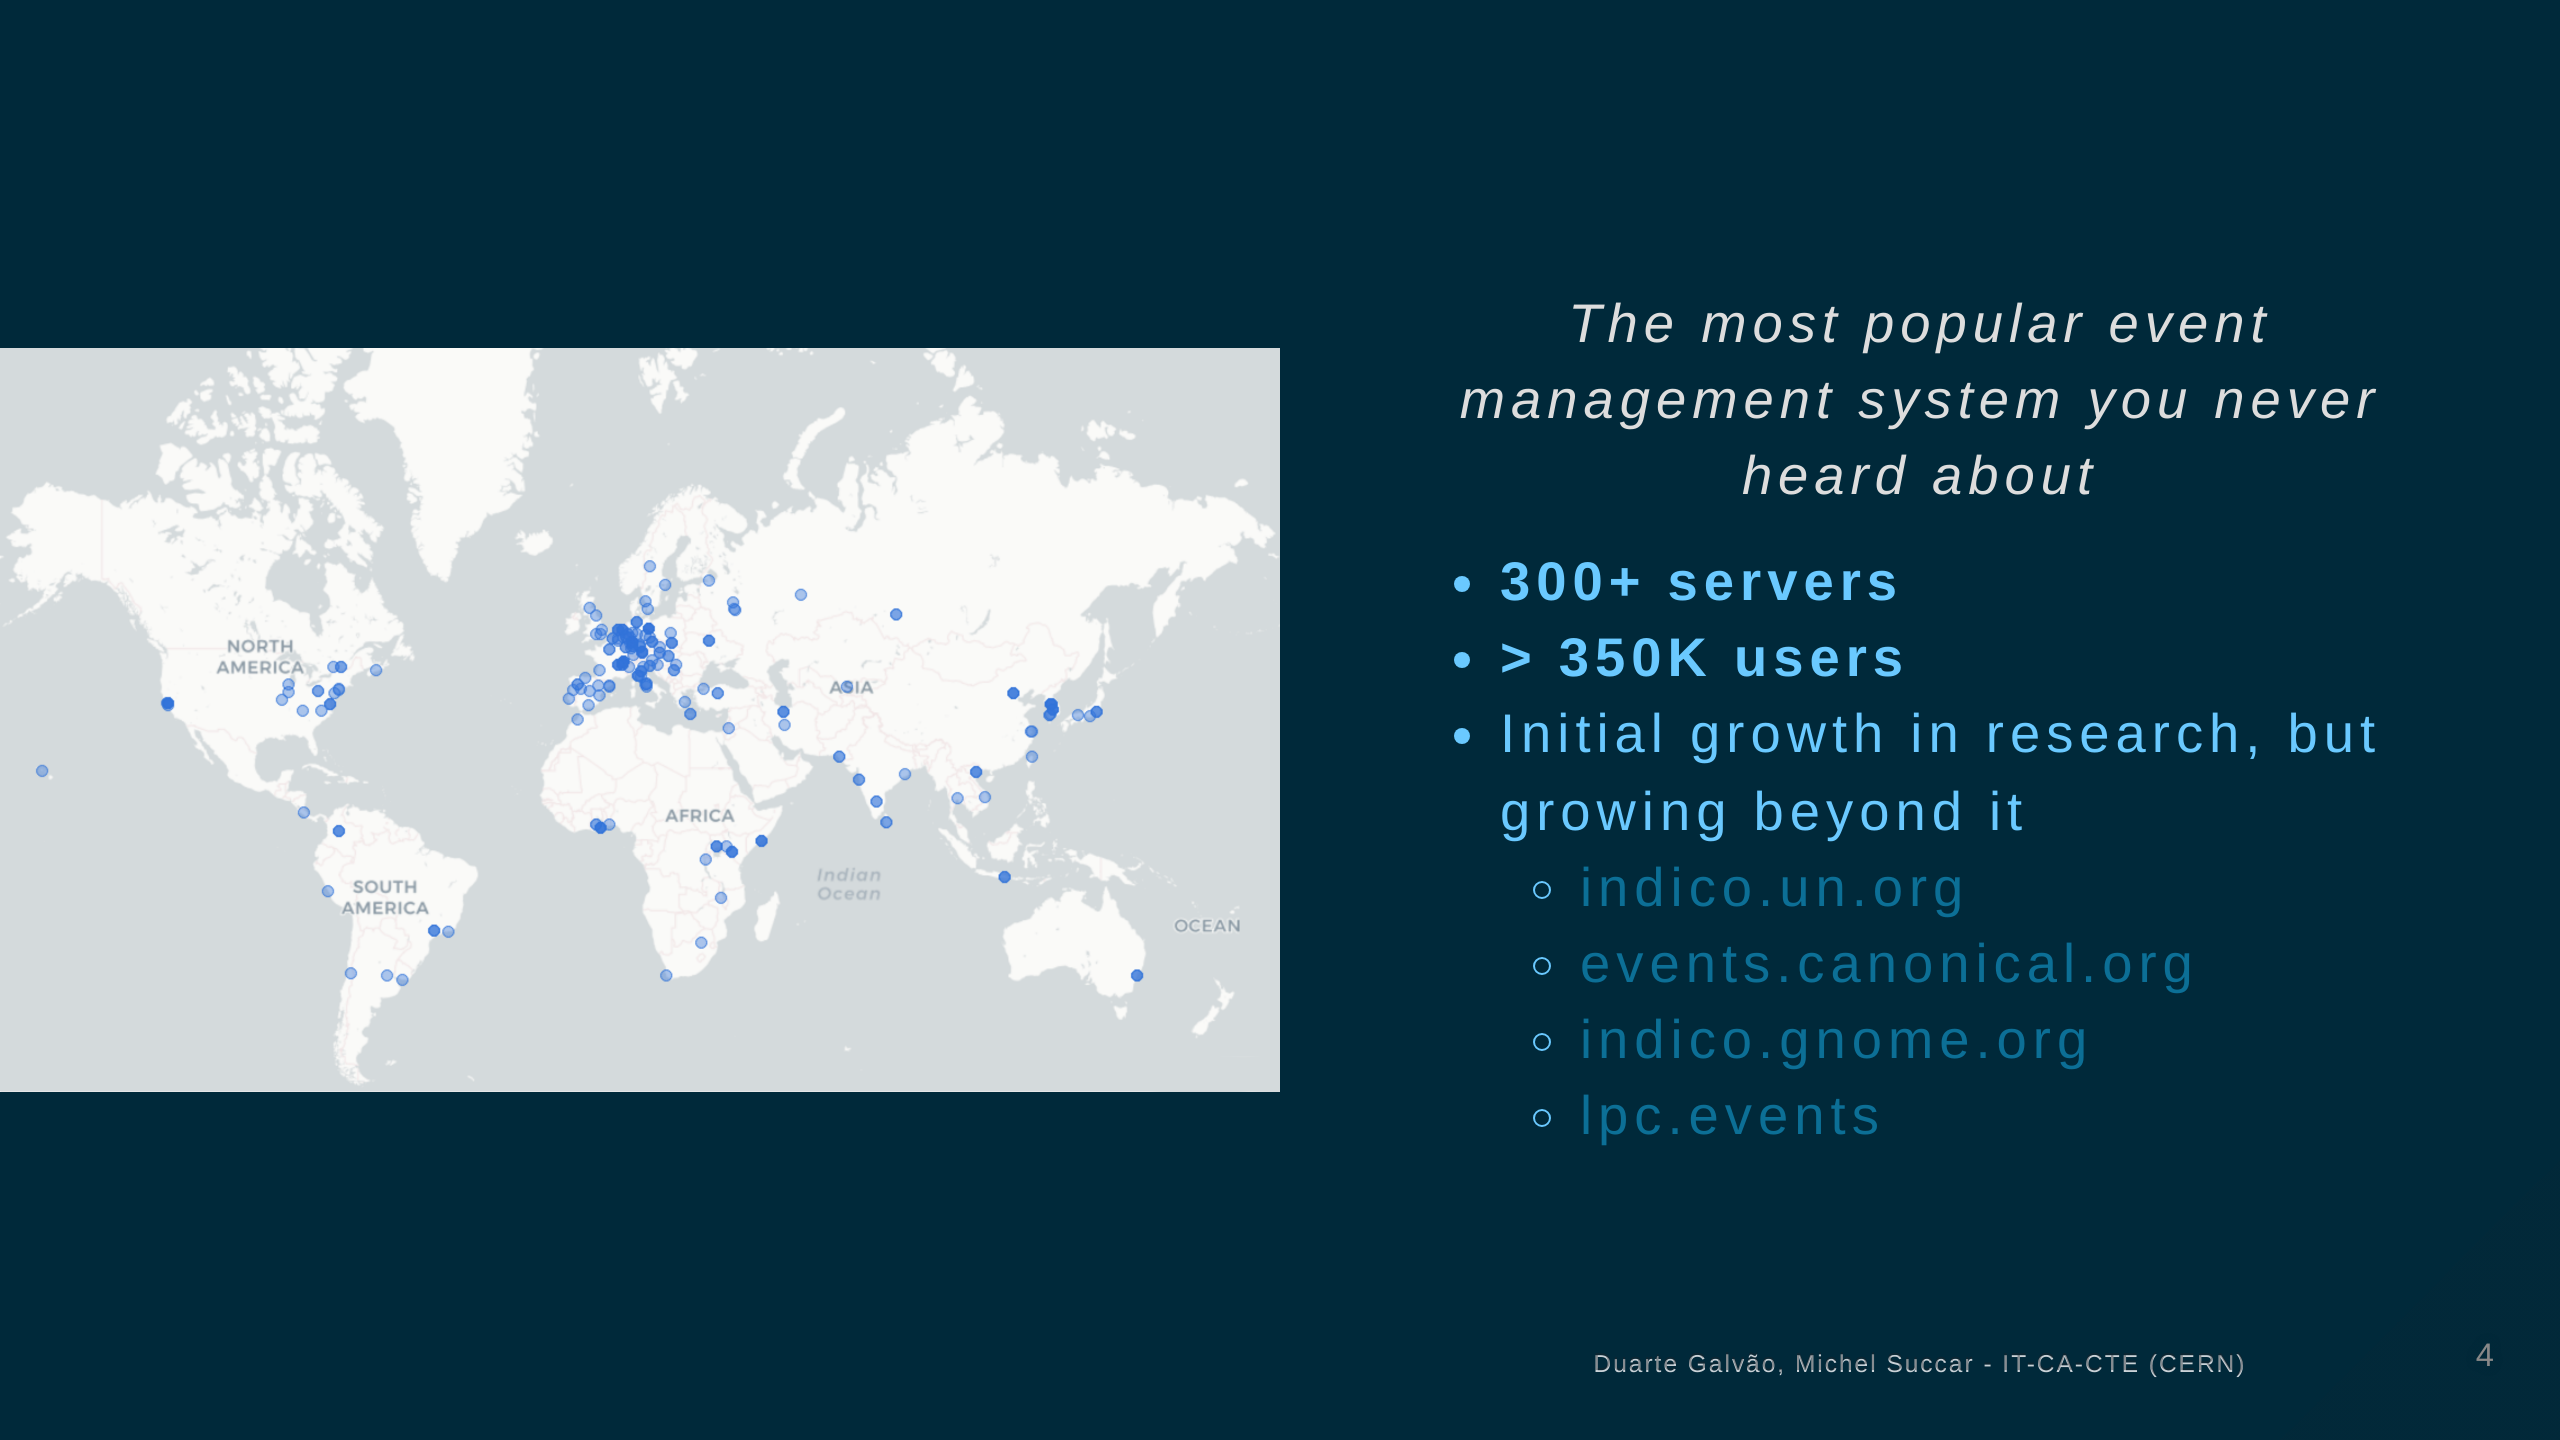 NORTH
AMERICA
ASIA
AFRICA
SOUTH
AMERICA
Indian
Ocean
OCEAN
The most popular event
management system you never
heard about
• 300+ servers
• > 350K users
• Initial growth in research, but
growing beyond it
◦ indico.un.org
◦ events.canonical.org
◦ indico.gnome.org
◦ lpc.events
Duarte Galvão, Michel Succar - IT-CA-CTE (CERN)
4